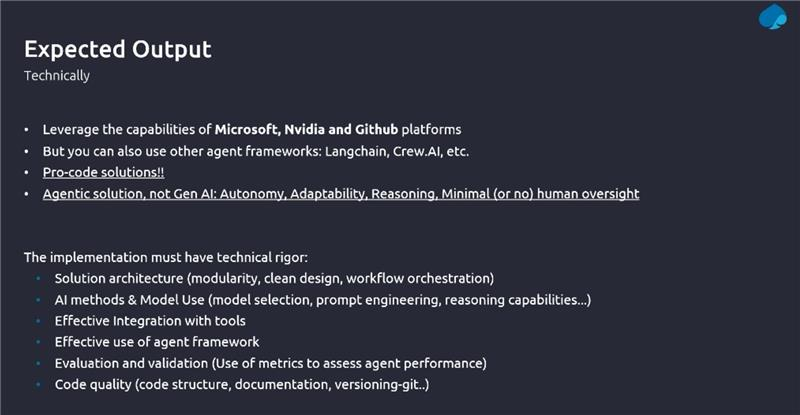 Expected Output
Technically
• Leverage the capabilities of Microsoft, Nvidia and Github platforms
• But you can also use other agent frameworks: Langchain, Crew.AI, etc.
• Pro-code solutions!!
• Agentic solution, not Gen AI: Autonomy, Adaptability, Reasoning, Minimal (or no) human oversight
The implementation must have technical rigor:
• Solution architecture (modularity, clean design, workflow orchestration)
• AI methods & Model Use (model selection, prompt engineering, reasoning capabilities...)
• Effective Integration with tools
• Effective use of agent framework
• Evaluation and validation (Use of metrics to assess agent performance)
• Code quality (code structure, documentation, versioning-git..)